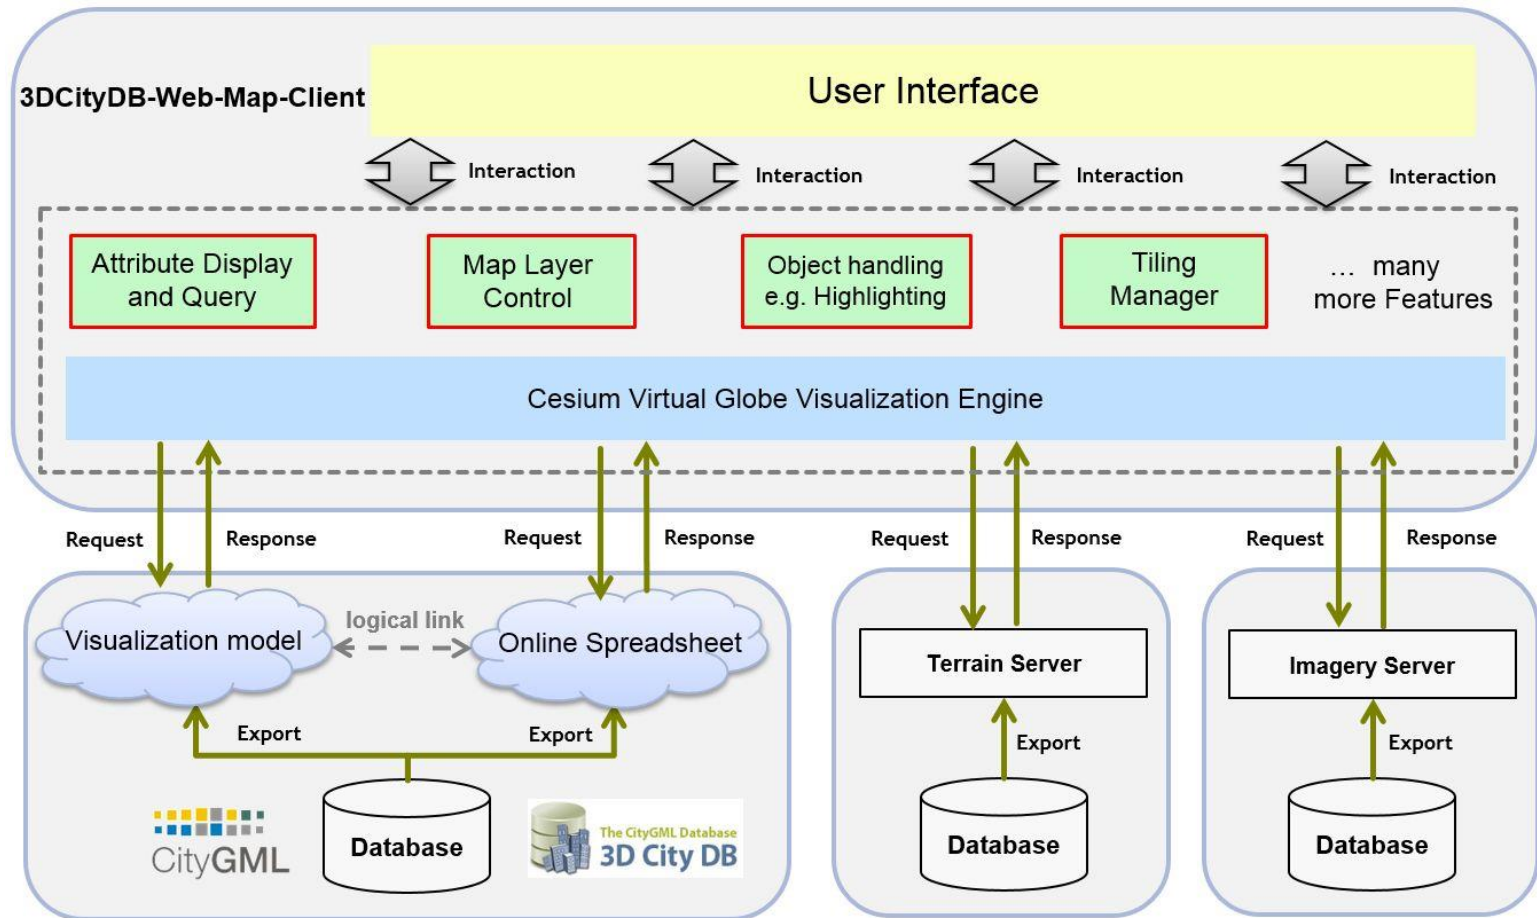 User Interface
3DCityDB-Web-Map-Client
Interaction
Interaction
Interaction
Interaction
Attribute Display
and Query
Map Layer
Control
Object handling
e.g. Highlighting
Tiling
Manager
… many
more Features
Cesium Virtual Globe Visualization Engine
Request
Response
Request
Response
Request
Response
Request
Response
Visualization model
logical link
Online Spreadsheet
Terrain Server
Imagery Server
Export
Export
Export
Export
CityGML
Database
The CityGML Database
3D City DB
Database
Database